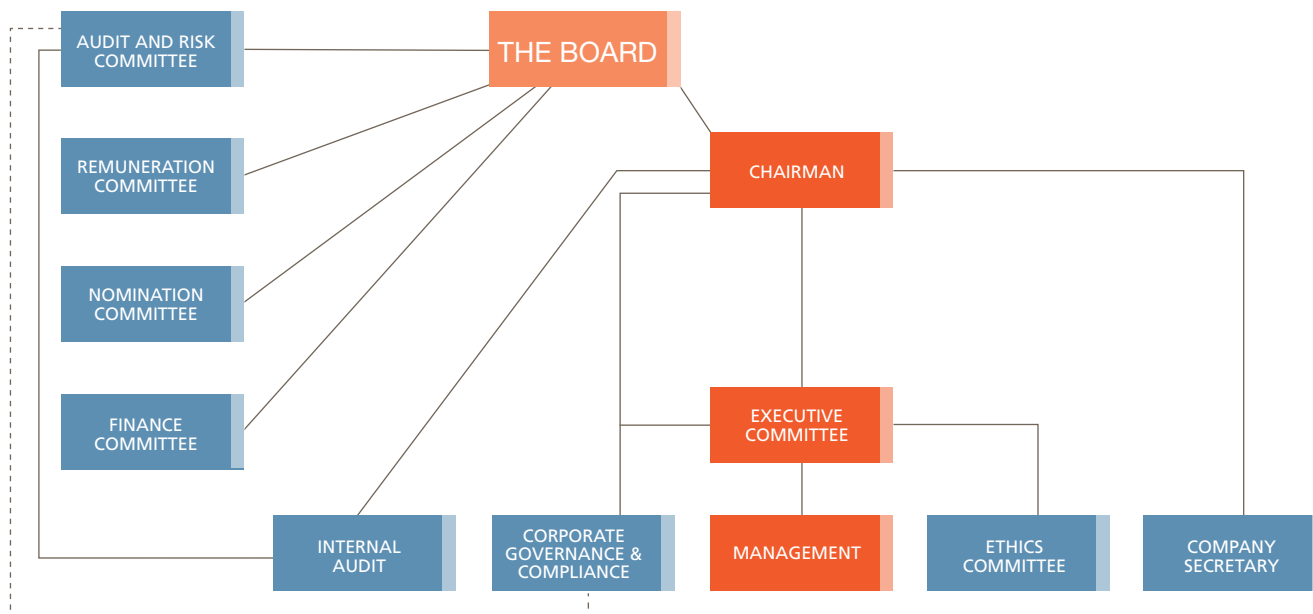 AUDIT AND RISK
COMMITTEE
THE BOARD
REMUNERATION
COMMITTEE
CHAIRMAN
NOMINATION
COMMITTEE
FINANCE
COMMITTEE
EXECUTIVE
COMMITTEE
INTERNAL
AUDIT
CORPORATE
GOVERNANCE &
COMPLIANCE
MANAGEMENT
ETHICS
COMMITTEE
COMPANY
SECRETARY